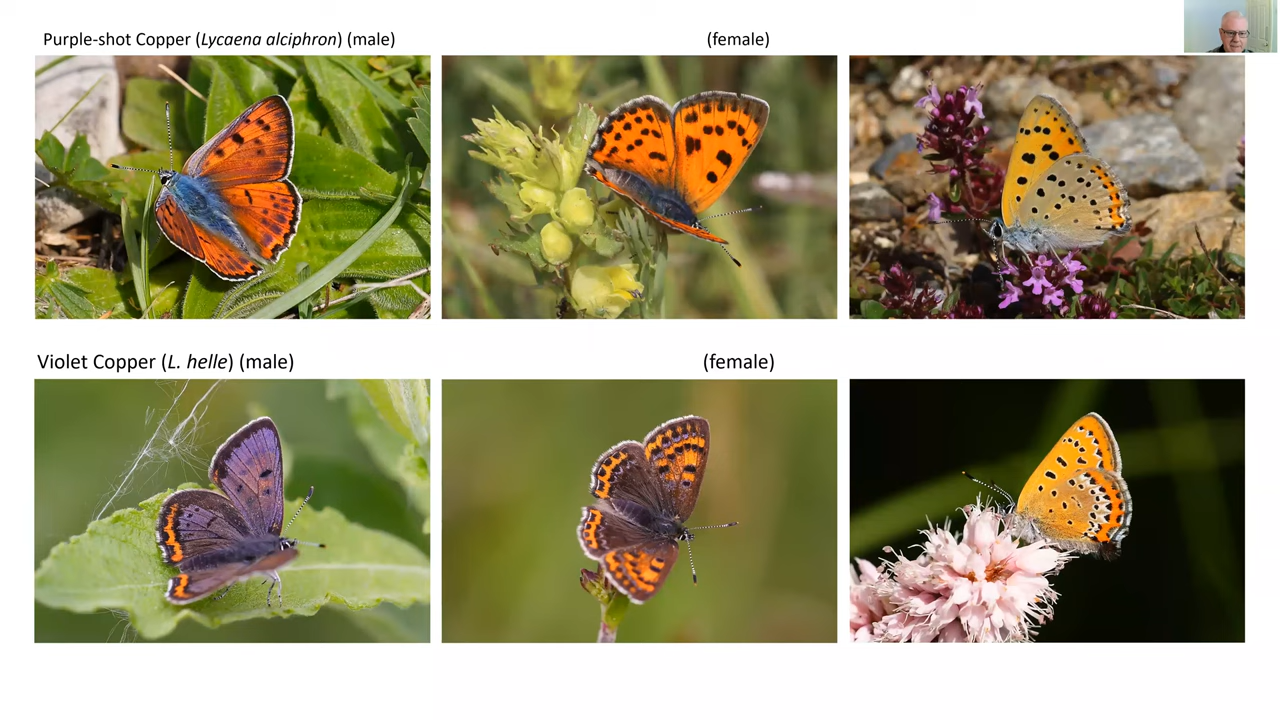 Purple-shot Copper (Lycaena alciphron) (male)
(female)
Violet Copper (L. helle) (male)
(female)